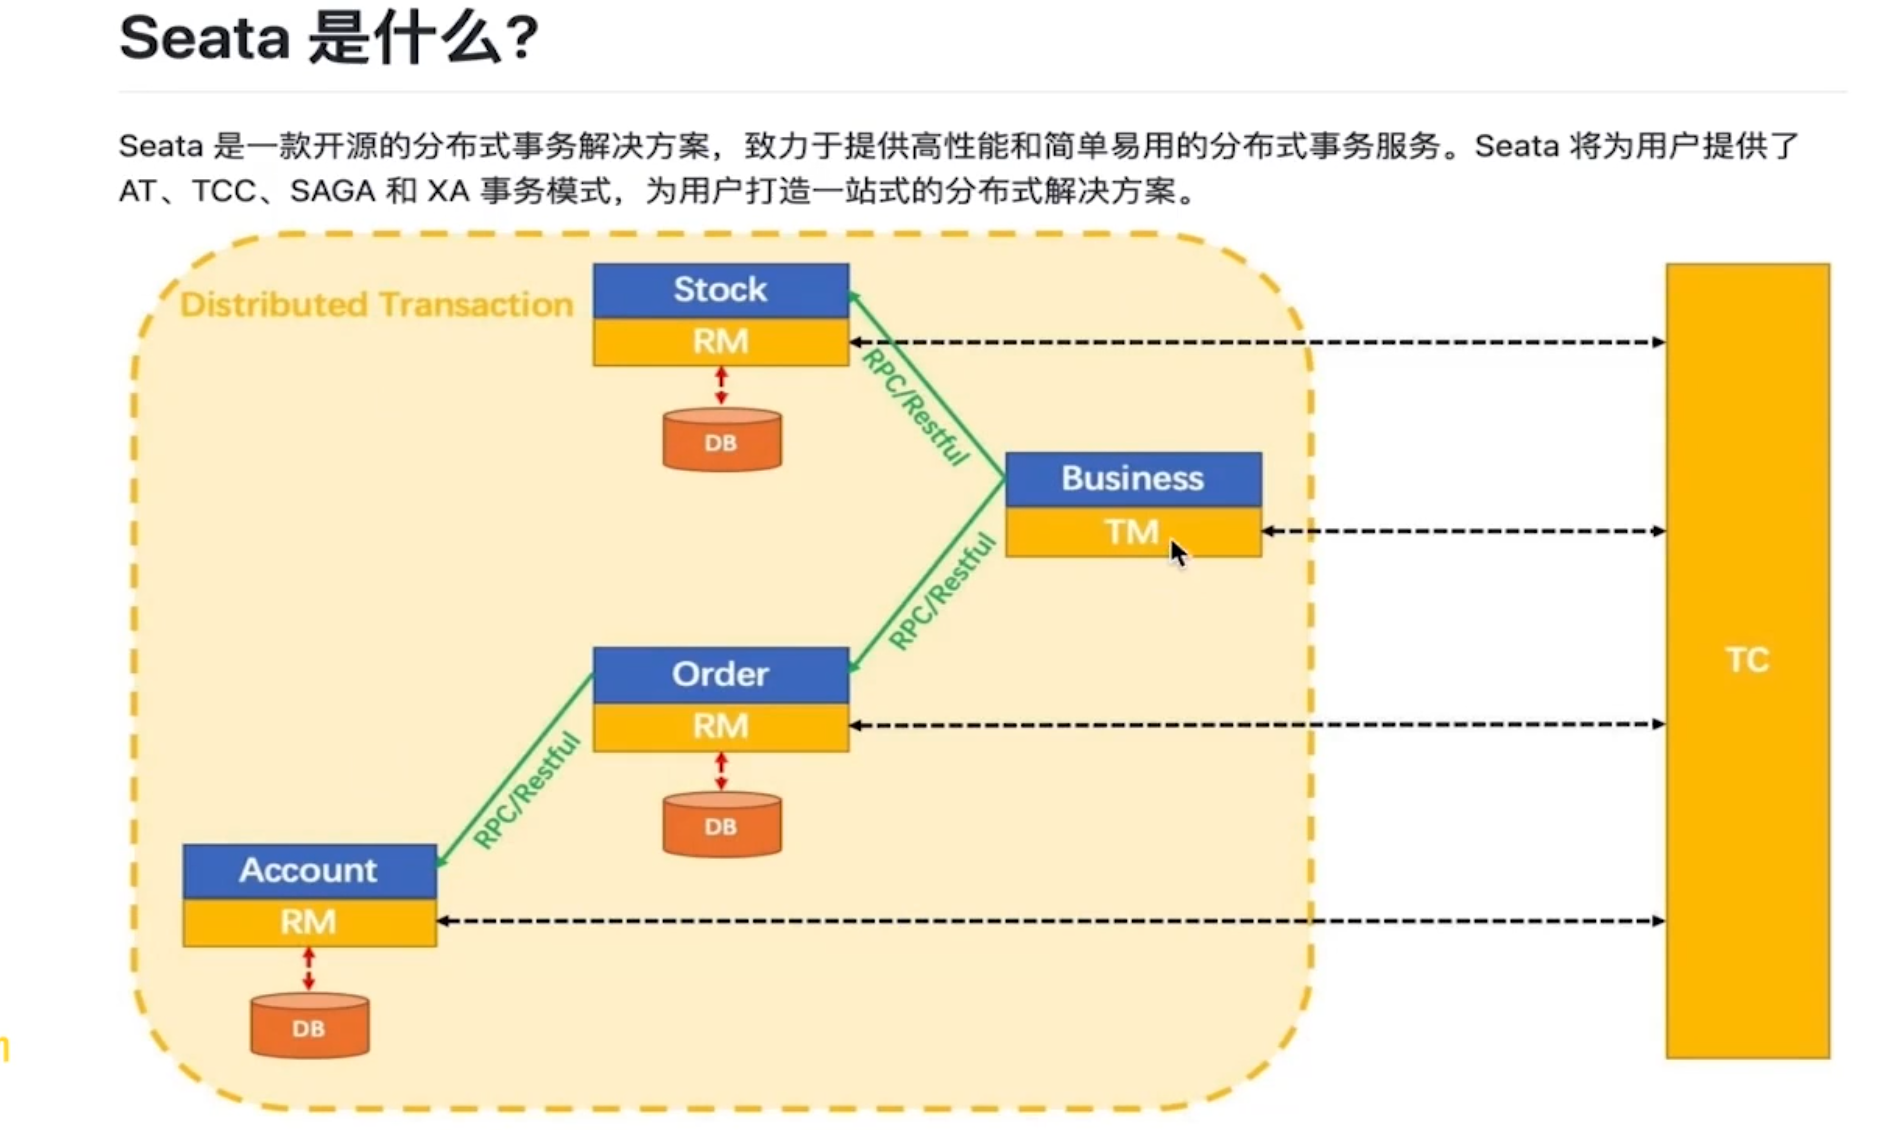 Seata 是什么?
Seata 是一款开源的分布式事务解决方案，致力于提供高性能和简单易用的分布式事务服务。Seata 将为用户提供了
AT、TCC、SAGA 和 XA 事务模式，为用户打造一站式的分布式解决方案。
Distributed Transaction
Stock
RM
DB
RPC/Restful
Business
TM
RPC/Restful
Order
RM
DB
RPC/Restful
Account
RM
DB
TC